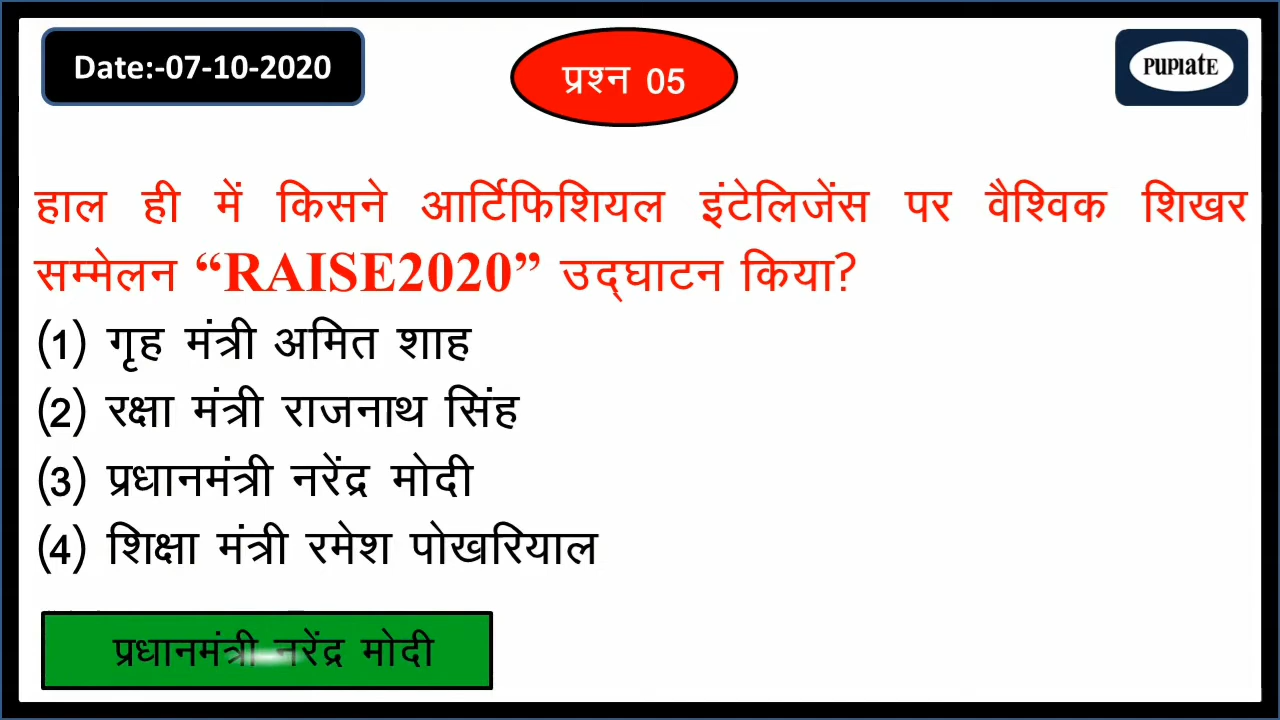 Date:-07-10-2020
प्रश्न 05
PUPIatE
हाल ही में किसने आर्टिफिशियल इंटेलिजेंस पर वैश्विक शिखर
सम्मेलन “RAISE2020” उद्घाटन किया?
(1) गृह मंत्री अमित शाह
(2) रक्षा मंत्री राजनाथ सिंह
(3) प्रधानमंत्री नरेंद्र मोदी
(4) शिक्षा मंत्री रमेश पोखरियाल
प्रधानमंत्री नरेंद्र मोदी